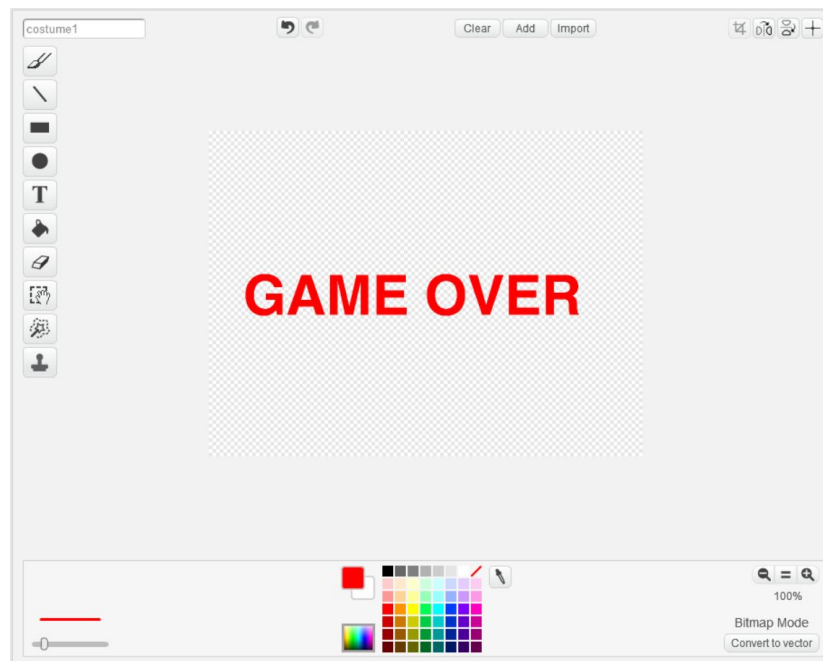 costume1
Clear Add Import
T
GAME OVER
100%
Bitmap Mode
Convert to vector